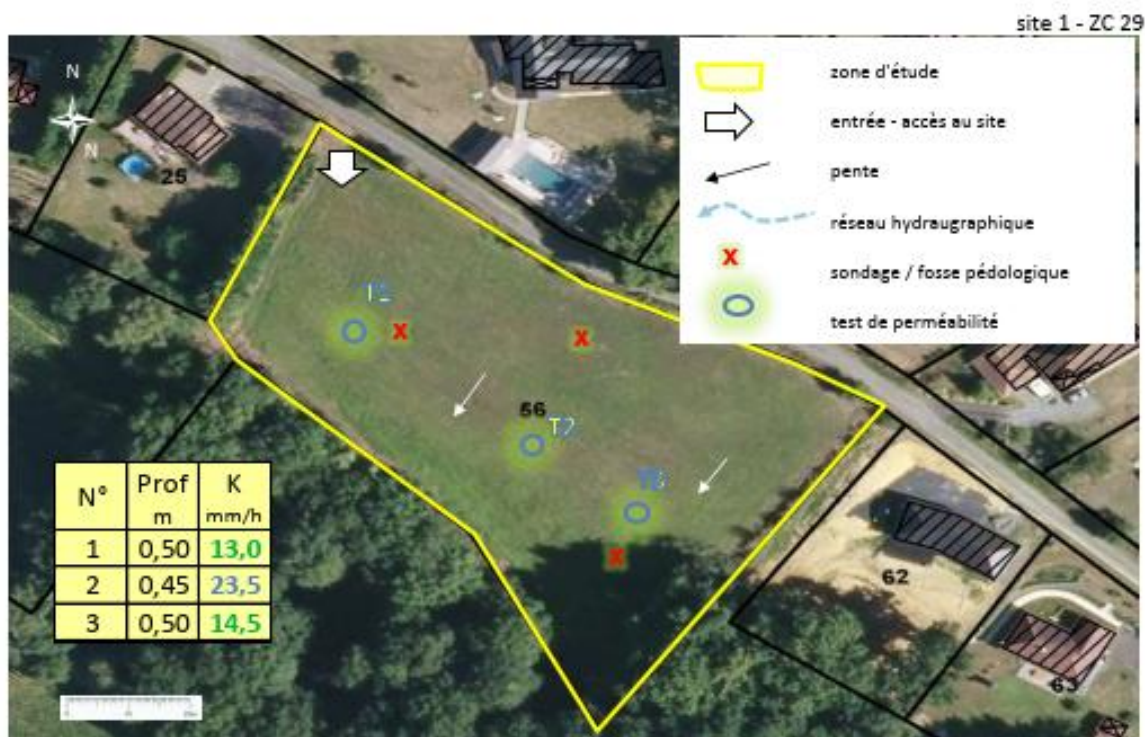 site 1 - ZC 29
zone d'étude
entrée - accès au site
pente
réseau hydraugraphique
X
sondage / fosse pédologique
test de perméabilité
N
N
25
X
X
56
T2
X
62
63
N° Prof m K mm/h
1 0,50 13,0
2 0,45 23,5
3 0,50 14,5